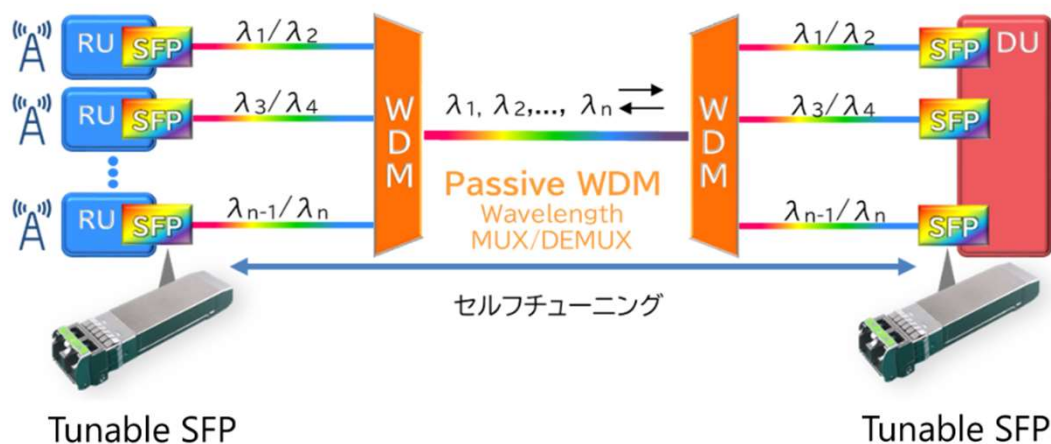 RU SFP λ1/λ2 λ1/λ2 SFP DU
RU SFP λ3/λ4 WDM λ1, λ2,..., λn WDM λ3/λ4 SFP
Passive WDM
Wavelength
MUX/DEMUX
RU SFP λn-1/λn λn-1/λn SFP
セルフチューニング
Tunable SFP Tunable SFP